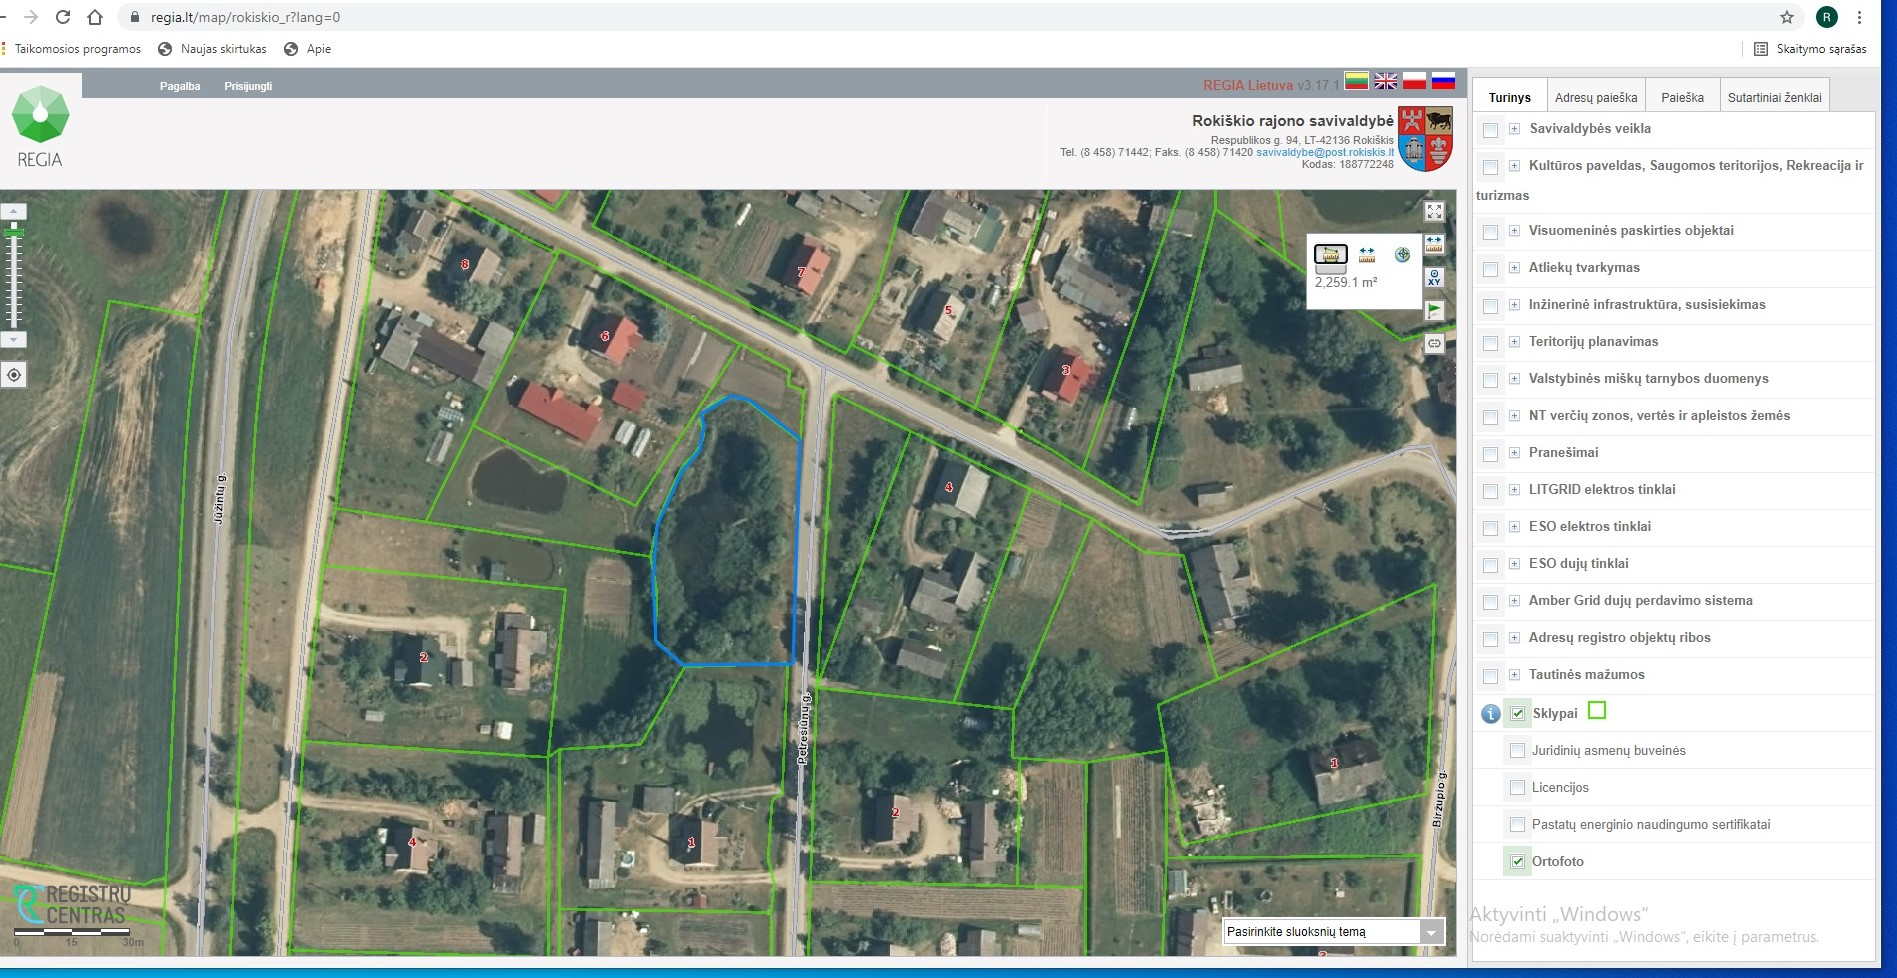 regia.lt/map/rokiskio_r?lang=0
R
Taikomosios programos
Naujas skirtukas
Apie
Skaitymo sąrašas
Pagalba
Prisijungti
REGIA Lietuva v3.17.1
REGIA
Rokiškio rajono savivaldybė
Respublikos g. 94, LT-42136 Rokiškis
Tel. (8 458) 71442; Faks. (8 458) 71420 savivaldybe@post.rokiskis.lt
Kodas: 188772248
Turinys
Adresų paieška
Paieška
Sutartiniai ženklai
Savivaldybės veikla
Kultūros paveldas, Saugomos teritorijos, Rekreacija ir
turizmas
Visuomeninės paskirties objektai
Atliekų tvarkymas
Inžinerinė infrastruktūra, susisiekimas
Teritorijų planavimas
Valstybinės miškų tarnybos duomenys
NT verčių zonos, vertės ir apleistos žemės
Pranešimai
LITGRID elektros tinklai
ESO elektros tinklai
ESO dujų tinklai
Amber Grid dujų perdavimo sistema
Adresų registro objektų ribos
Tautinės mažumos
i
Sklypai
Juridinių asmenų buveinės
Licencijos
Pastatų energinio naudingumo sertifikatai
Ortofoto
Aktyvinti „Windows“
Norėdami suaktyvinti „Windows“, eikite į parametrus.
2,259.1 m²
XY
8
7
6
5
3
4
2
1
2
4
1
Jūžintų g.
Petrešiūnų g.
Biržupio g.
REGISTRŲ
CENTRAS
0 15 30m
Pasirinkite sluoksnių temą